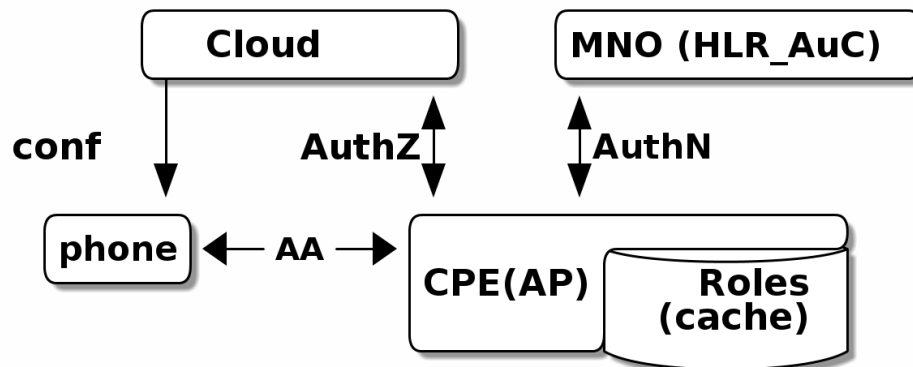 Cloud
MNO (HLR_AuC)
conf
AuthZ
AuthN
phone
AA
CPE(AP)
Roles
(cache)